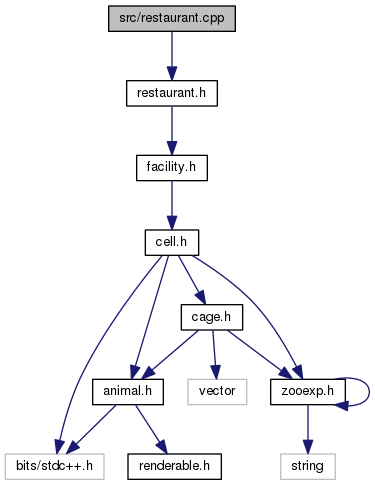 src/restaurant.cpp
restaurant.h
facility.h
cell.h
cage.h
animal.h
vector
zooexp.h
bits/stdc++.h
renderable.h
string